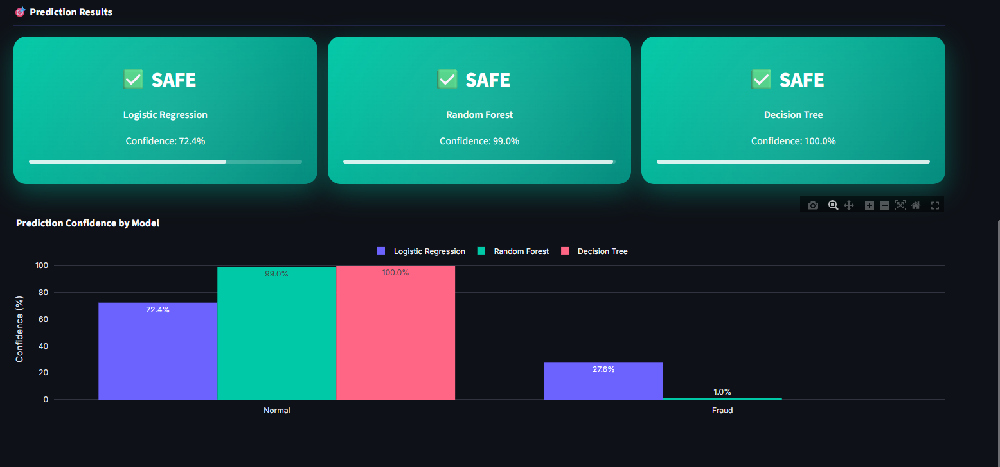 🎯 Prediction Results
✅ SAFE
Logistic Regression
Confidence: 72.4%
✅ SAFE
Random Forest
Confidence: 99.0%
✅ SAFE
Decision Tree
Confidence: 100.0%
Prediction Confidence by Model
Logistic Regression Random Forest Decision Tree
Confidence (%)
100
80
60
40
20
0
72.4%
99.0%
100.0%
27.6%
1.0%
Normal
Fraud